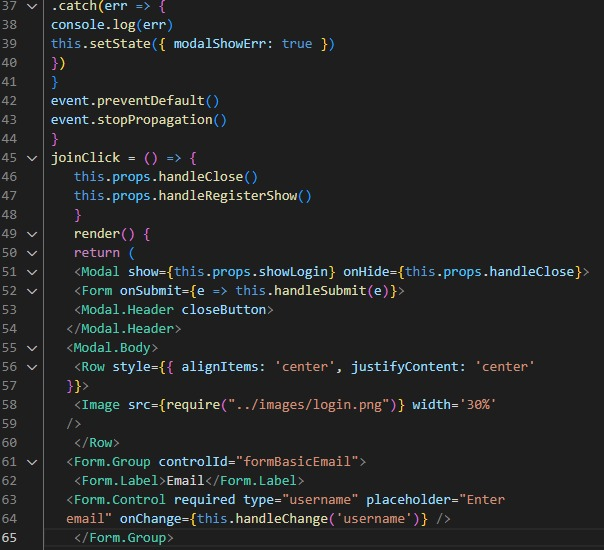 37 .catch(err => {
38 console.log(err)
39 this.setState({ modalShowErr: true })
40 })
41 }
42 event.preventDefault()
43 event.stopPropagation()
44 }
45 joinClick = () => {
46 this.props.handleClose()
47 this.props.handleRegisterShow()
48 }
49 render() {
50 return (
51 <Modal show={this.props.showLogin} onHide={this.props.handleClose}>
52 <Form onSubmit={e => this.handleSubmit(e)}>
53 <Modal.Header closeButton>
54 </Modal.Header>
55 <Modal.Body>
56 <Row style={{ alignItems: 'center', justifyContent: 'center'
57 }}>
58 <Image src={require("../images/login.png")} width='30%'
59 />
60 </Row>
61 <Form.Group controlId="formBasicEmail">
62 <Form.Label>Email</Form.Label>
63 <Form.Control required type="username" placeholder="Enter
64 email" onChange={this.handleChange('username')} />
65 </Form.Group>